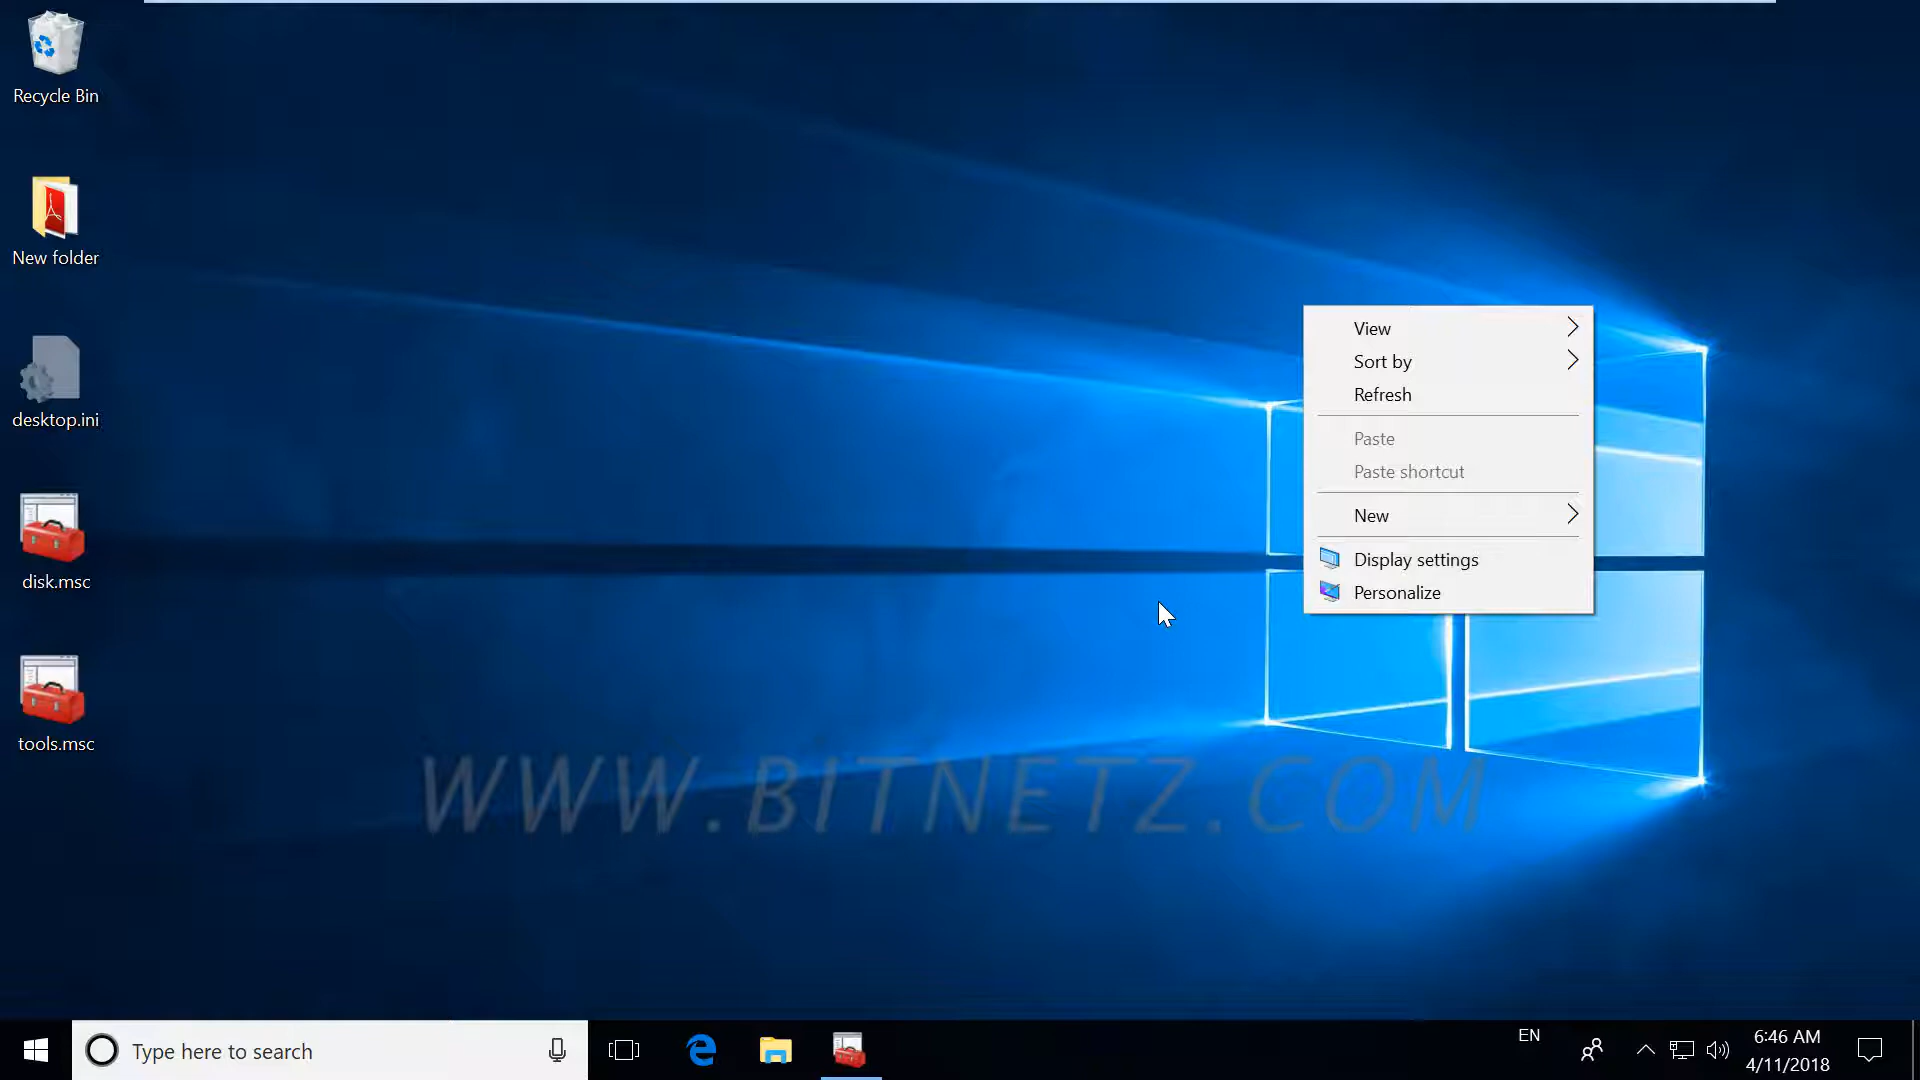 Recycle Bin
New folder
desktop.ini
disk.msc
tools.msc
View
Sort by
Refresh
Paste
Paste shortcut
New
Display settings
Personalize
WWW.BITNETZ.COM
Type here to search
EN
6:46 AM
4/11/2018